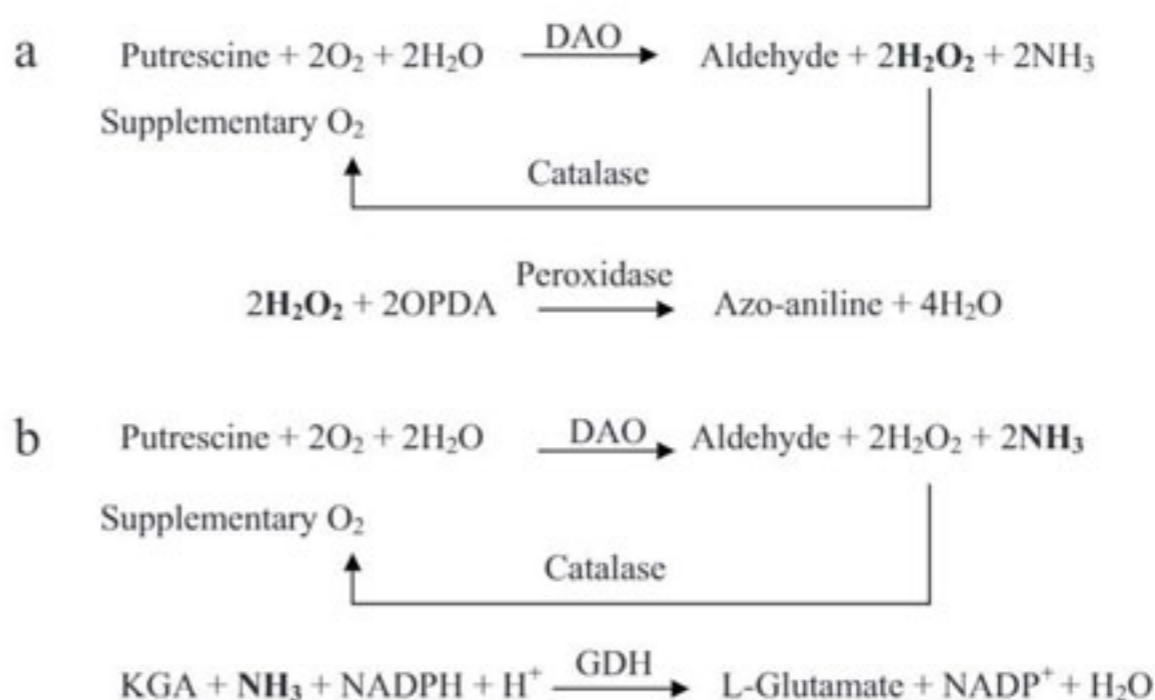 a Putrescine + 2O₂ + 2H₂O DAO Aldehyde + 2H₂O₂ + 2NH₃
Supplementary O₂
Catalase
Peroxidase
2H₂O₂ + 2OPDA Azo-aniline + 4H₂O
b Putrescine + 2O₂ + 2H₂O DAO Aldehyde + 2H₂O₂ + 2NH₃
Supplementary O₂
Catalase
KGA + NH₃ + NADPH + H⁺ GDH L-Glutamate + NADP⁺ + H₂O